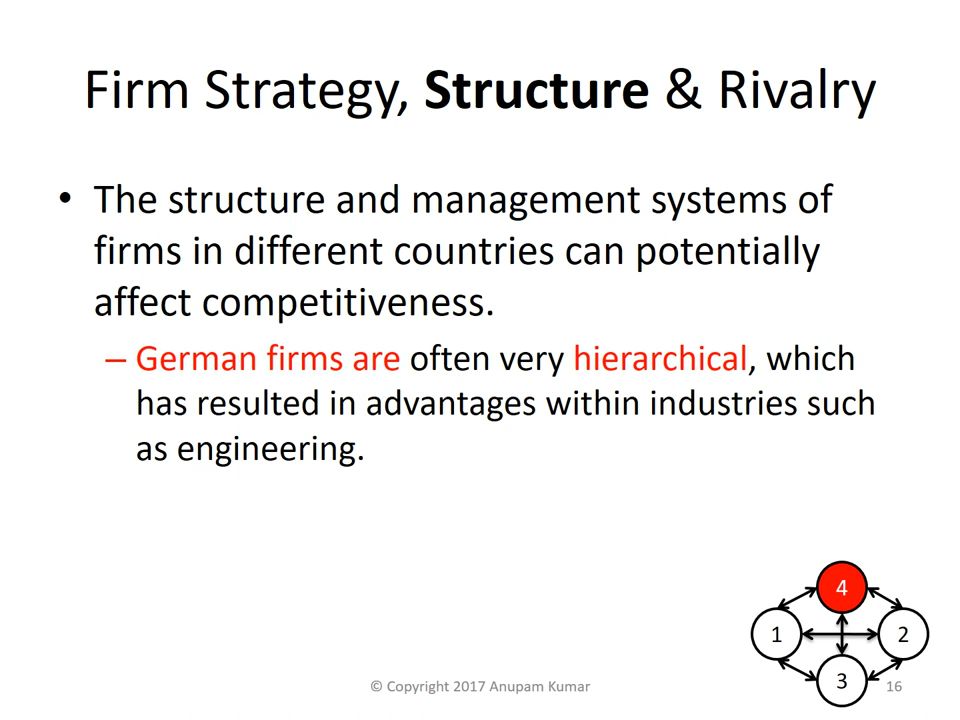 Firm Strategy, Structure & Rivalry
• The structure and management systems of
firms in different countries can potentially
affect competitiveness.
– German firms are often very hierarchical, which
has resulted in advantages within industries such
as engineering.
4
1
2
3
© Copyright 2017 Anupam Kumar
16